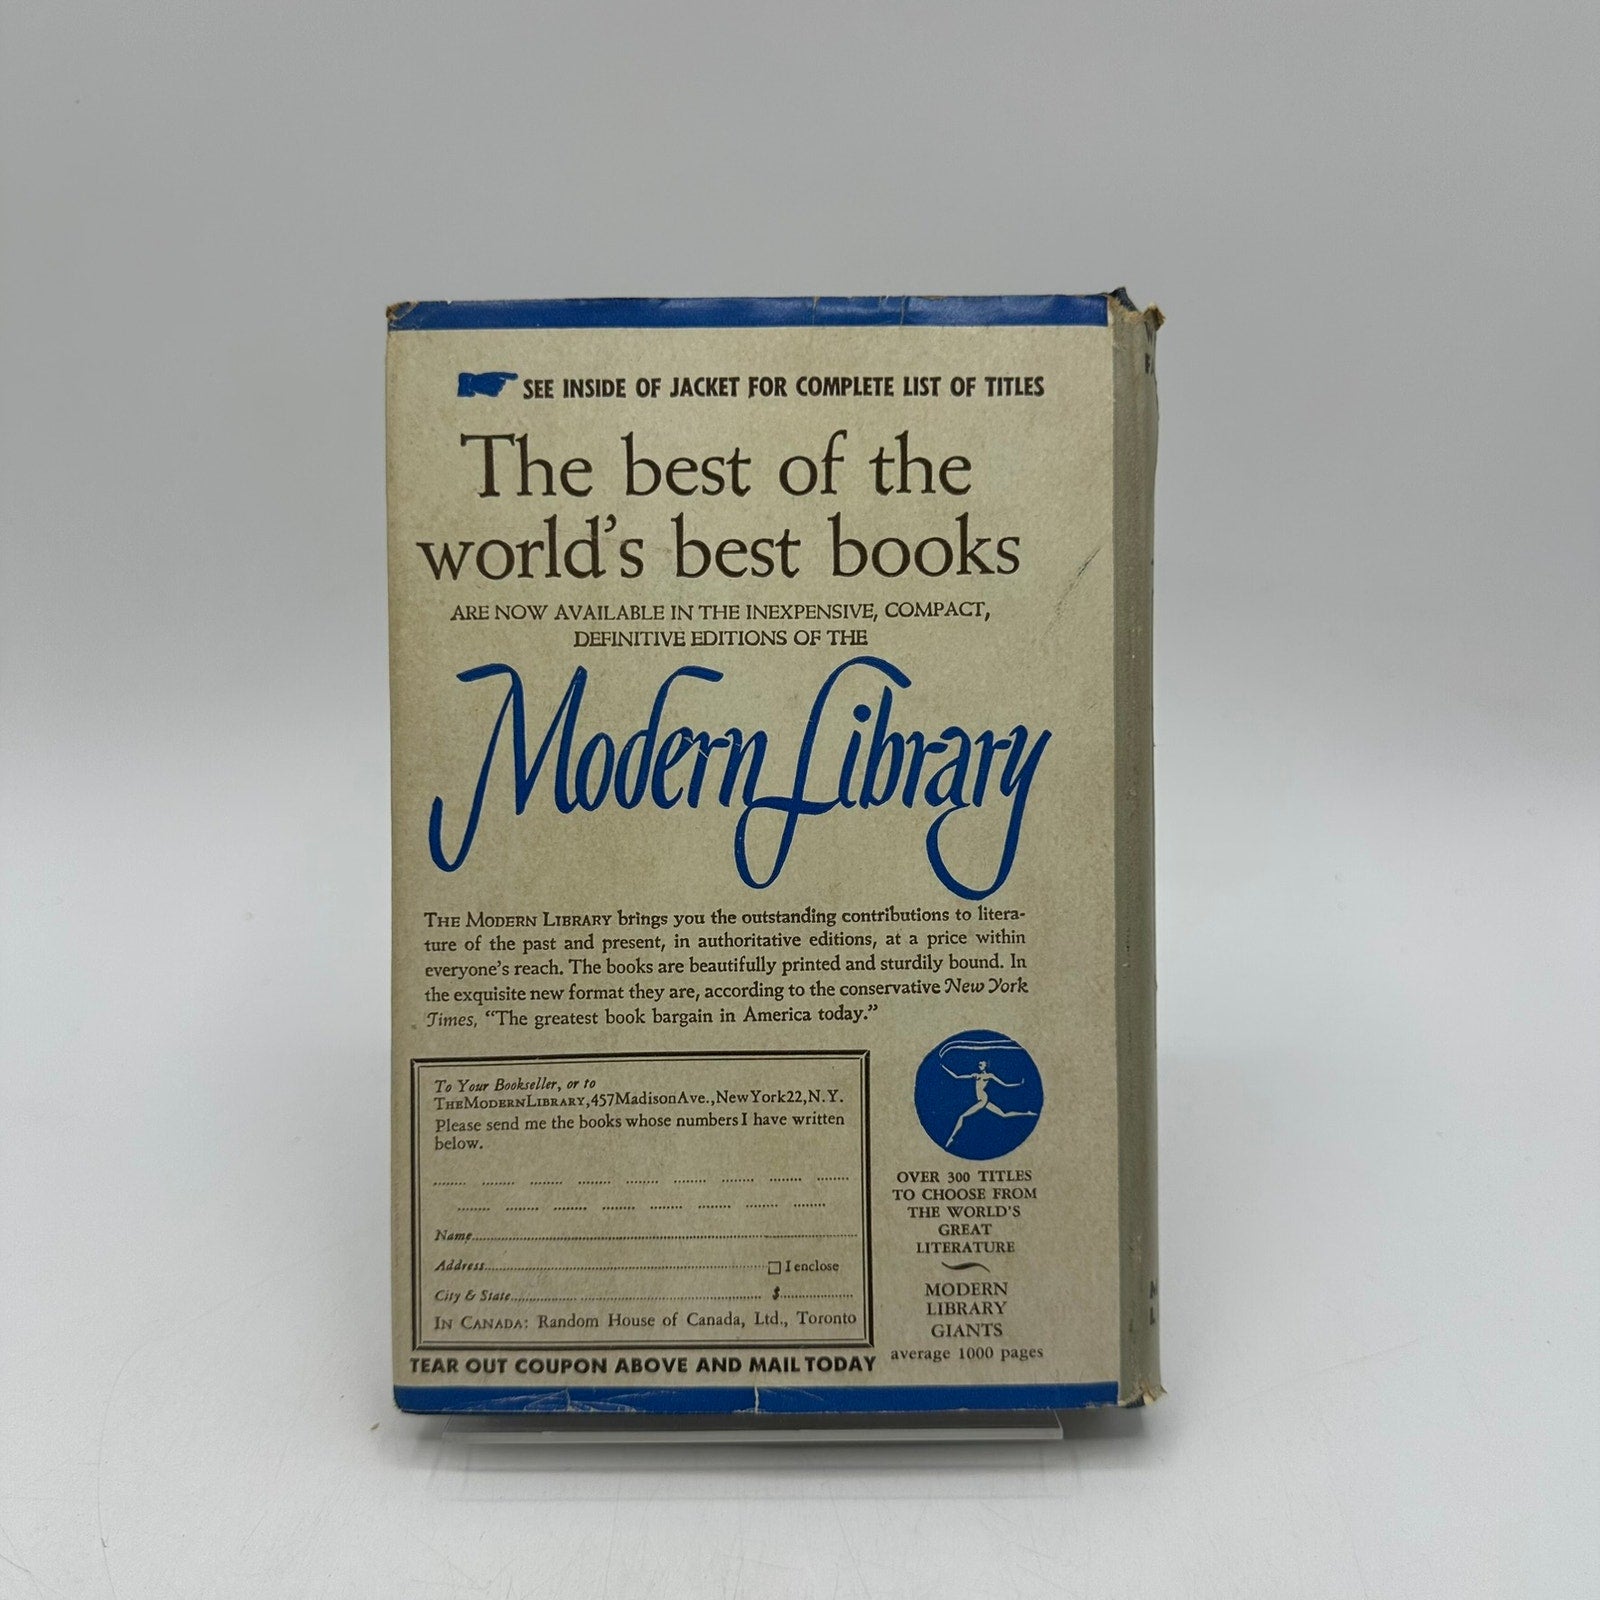 SEE INSIDE OF JACKET FOR COMPLETE LIST OF TITLES
The best of the
world's best books
ARE NOW AVAILABLE IN THE INEXPENSIVE, COMPACT,
DEFINITIVE EDITIONS OF THE
Modern Library
THE MODERN LIBRARY brings you the outstanding contributions to litera-
ture of the past and present, in authoritative editions, at a price within
everyone's reach. The books are beautifully printed and sturdily bound. In
the exquisite new format they are, according to the conservative New York
Times, "The greatest book bargain in America today."
To Your Bookseller, or to
THE MODERN LIBRARY, 457 Madison Ave., New York 22, N.Y.
Please send me the books whose numbers I have written
below.
Name
Address I enclose
City & State $
IN CANADA: Random House of Canada, Ltd., Toronto
TEAR OUT COUPON ABOVE AND MAIL TODAY
OVER 300 TITLES
TO CHOOSE FROM
THE WORLD'S
GREAT
LITERATURE
MODERN
LIBRARY
GIANTS
average 1000 pages